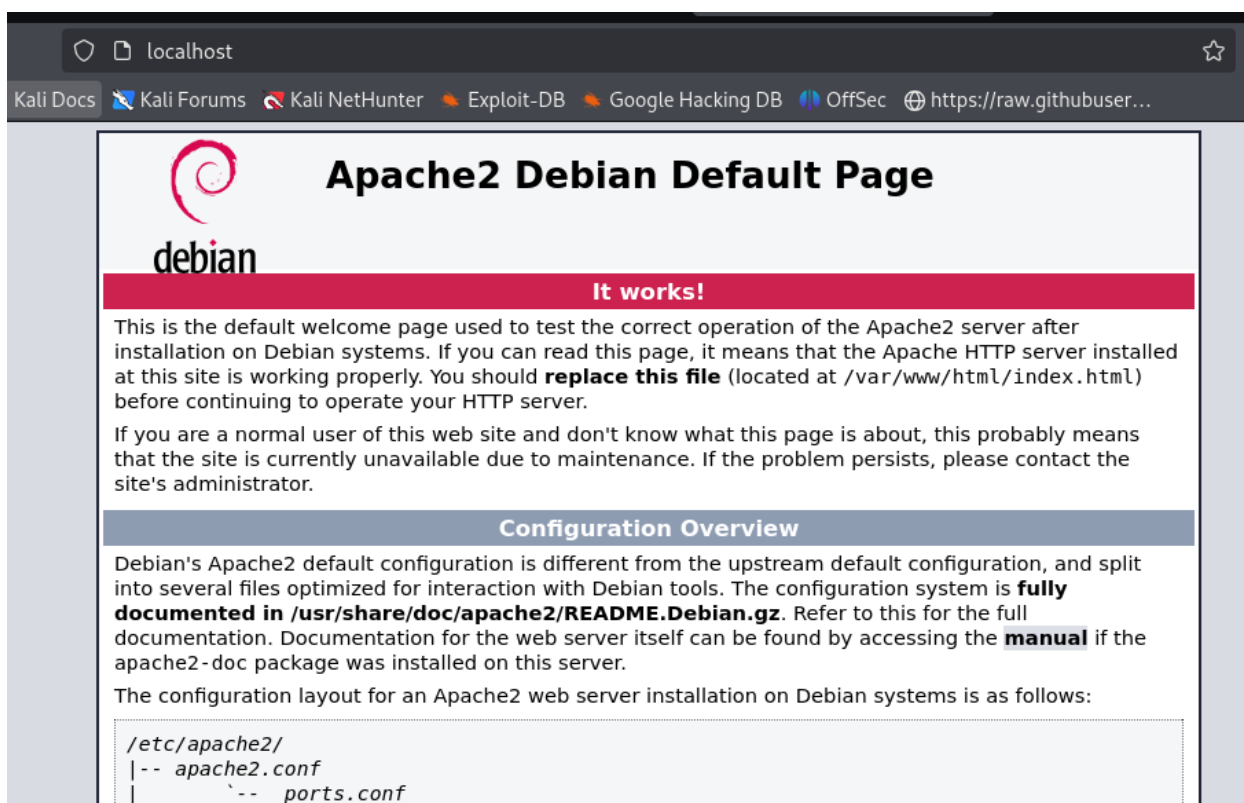 localhost
Kali Docs Kali Forums Kali NetHunter Exploit-DB Google Hacking DB OffSec https://raw.githubuser...
debian
Apache2 Debian Default Page
It works!
This is the default welcome page used to test the correct operation of the Apache2 server after
installation on Debian systems. If you can read this page, it means that the Apache HTTP server installed
at this site is working properly. You should replace this file (located at /var/www/html/index.html)
before continuing to operate your HTTP server.
If you are a normal user of this web site and don't know what this page is about, this probably means
that the site is currently unavailable due to maintenance. If the problem persists, please contact the
site's administrator.
Configuration Overview
Debian's Apache2 default configuration is different from the upstream default configuration, and split
into several files optimized for interaction with Debian tools. The configuration system is fully
documented in /usr/share/doc/apache2/README.Debian.gz. Refer to this for the full
documentation. Documentation for the web server itself can be found by accessing the manual if the
apache2-doc package was installed on this server.
The configuration layout for an Apache2 web server installation on Debian systems is as follows:
/etc/apache2/
|-- apache2.conf
|       `--  ports.conf